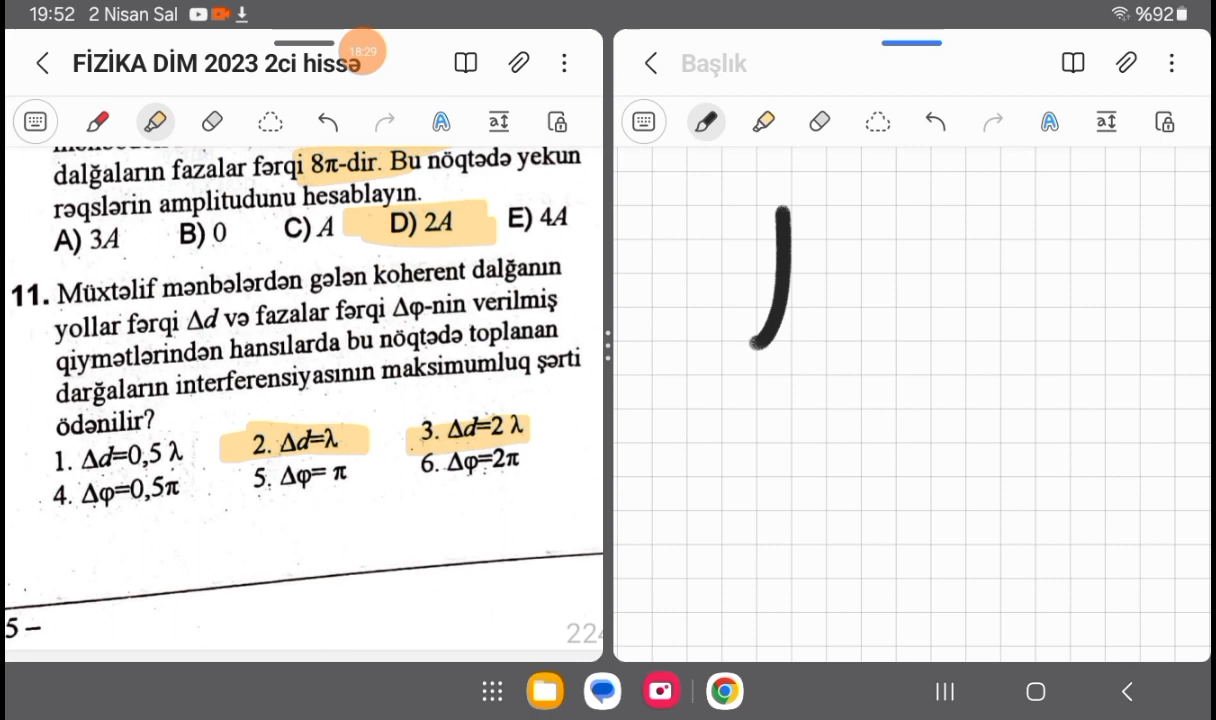 19:52 2 Nisan Sal %92
FİZİKA DİM 2023 2ci hissə
18:29
Başlık
dalğaların fazalar fərqi 8π-dir. Bu nöqtədə yekun
rəqslərin amplitudunu hesablayın.
A) 3A B) 0 C) A D) 2A E) 4A
11. Müxtəlif mənbələrdən gələn koherent dalğanın
yollar fərqi Δd və fazalar fərqi Δφ-nin verilmiş
qiymətlərindən hansılarda bu nöqtədə toplanan
darğaların interferensiyasının maksimumluq şərti
ödənilir?
1. Δd=0,5 λ 2. Δd=λ 3. Δd=2 λ
4. Δφ=0,5π 5. Δφ= π 6. Δφ=2π
5 –
224